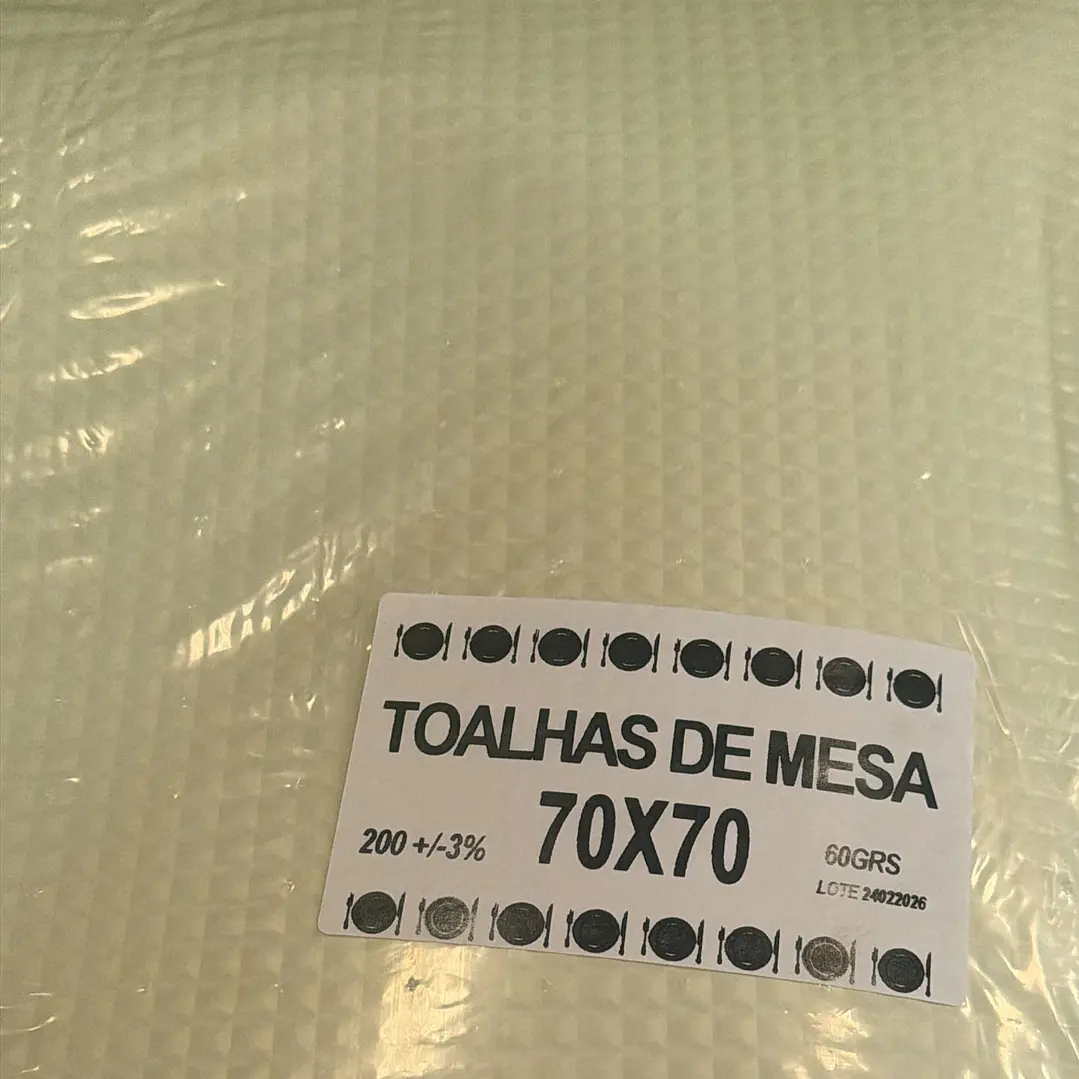 TOALHAS DE MESA
70X70
200 +/-3%
60GRS
LOTE 24022026